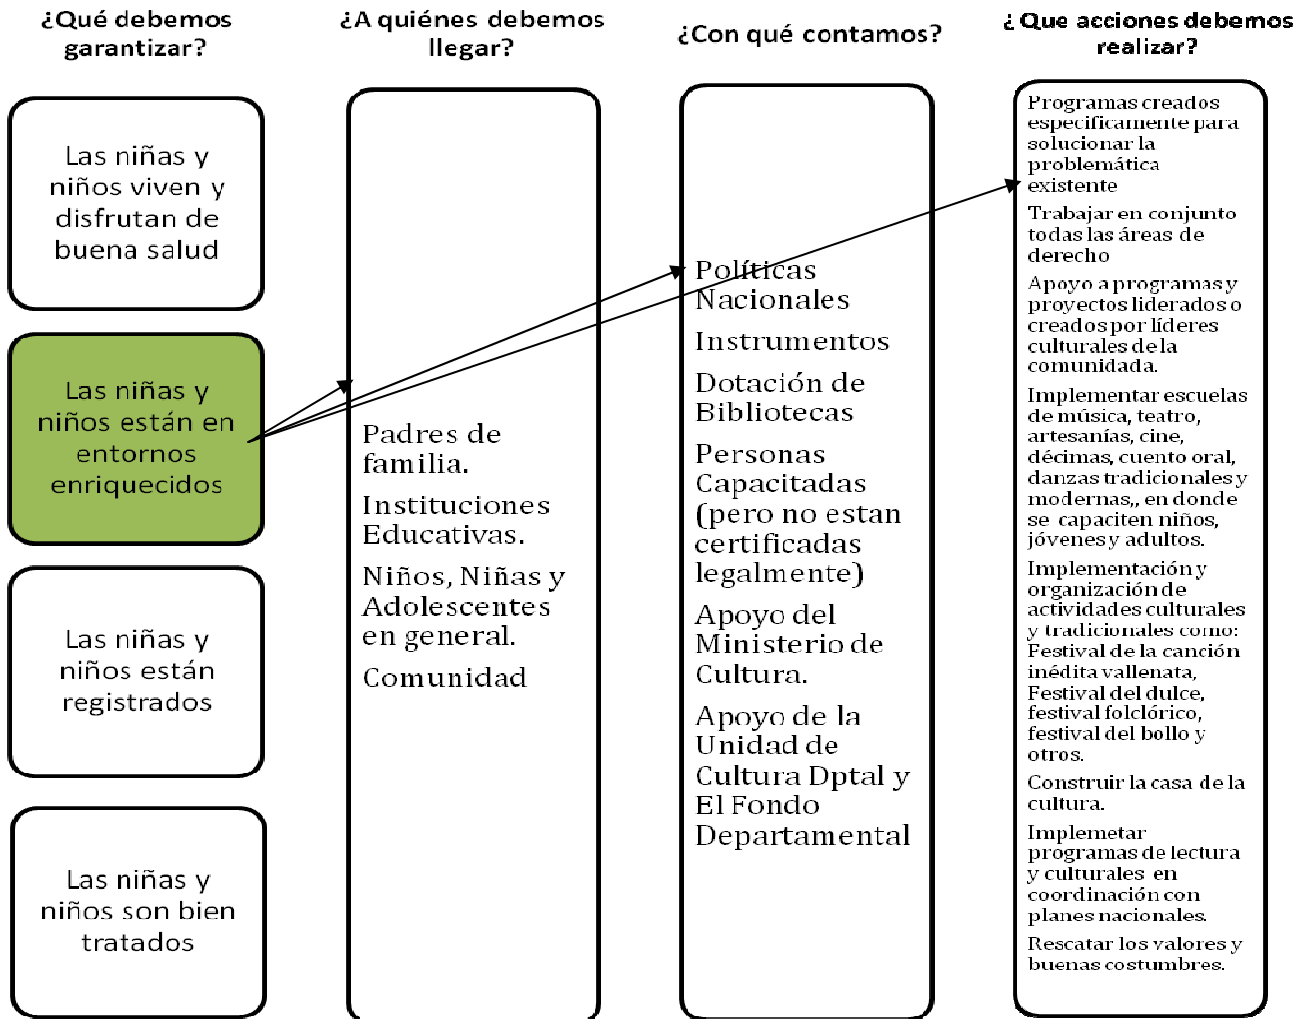 ¿Qué debemos
garantizar?
Las niñas y
niños viven y
disfrutan de
buena salud
Las niñas y
niños están en
entornos
enriquecidos
Las niñas y
niños están
registrados
Las niñas y
niños son bien
tratados
¿A quiénes debemos
llegar?
Padres de
familia.
Instituciones
Educativas.
Niños, Niñas y
Adolescentes
en general.
Comunidad
¿Con qué contamos?
Políticas
Nacionales
Instrumentos
Dotación de
Bibliotecas
Personas
Capacitadas
(pero no estan
certificadas
legalmente)
Apoyo del
Ministerio de
Cultura.
Apoyo de la
Unidad de
Cultura Dptal y
El Fondo
Departamental
¿Que acciones debemos
realizar?
Programas creados
especificamente para
solucionar la
problemática
existente
Trabajar en conjunto
todas las áreas de
derecho
Apoyo a programas y
proyectos liderados o
creados por líderes
culturales de la
comunidada.
Implementar escuelas
de música, teatro,
artesanías, cine,
décimas, cuento oral,
danzas tradicionales y
modernas,, en donde
se capaciten niños,
jóvenes y adultos.
Implementación y
organización de
actividades culturales
y tradicionales como:
Festival de la canción
inédita vallenata,
Festival del dulce,
festival folclórico,
festival del bollo y
otros.
Construir la casa de la
cultura.
Implemetar
programas de lectura
y culturales en
coordinación con
planes nacionales.
Rescatar los valores y
buenas costumbres.